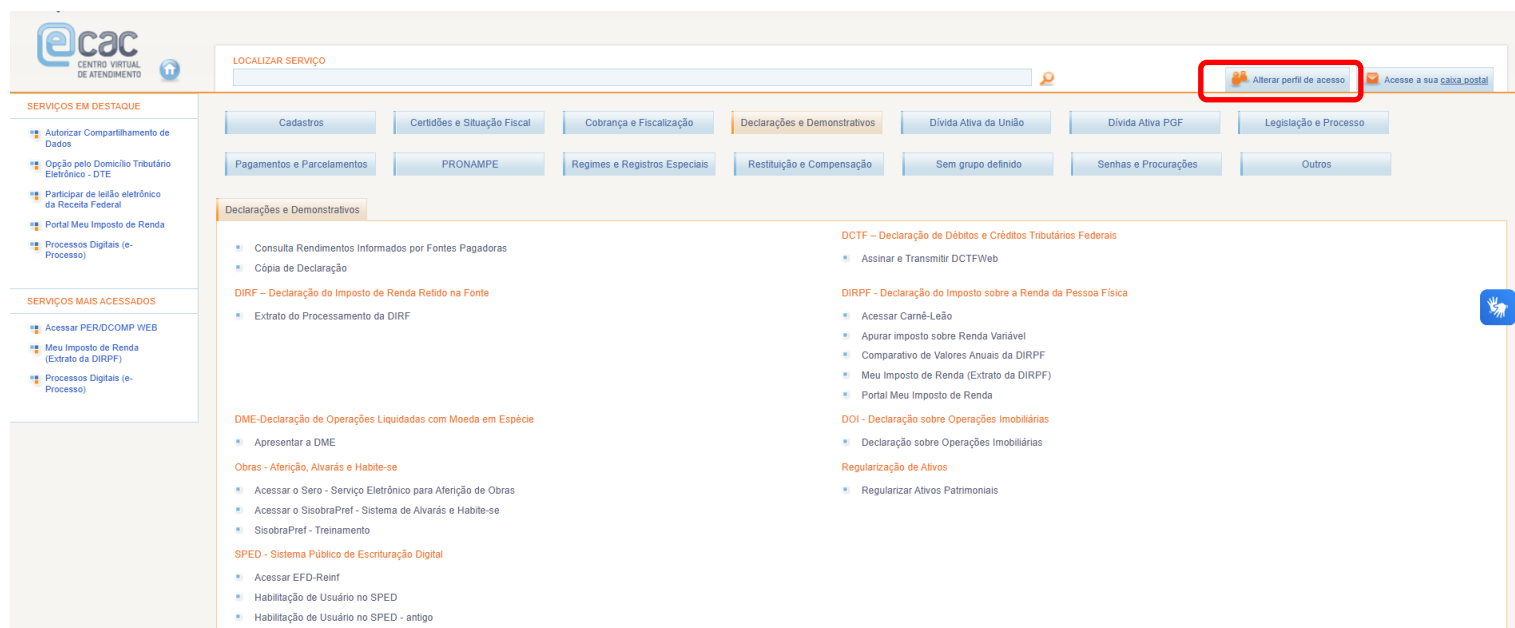 ecac
CENTRO VIRTUAL
DE ATENDIMENTO
LOCALIZAR SERVIÇO
Alterar perfil de acesso
Acesse a sua caixa postal
SERVIÇOS EM DESTAQUE
Autorizar Compartilhamento de
Dados
Opção pelo Domicílio Tributário
Eletrônico - DTE
Participar de leilão eletrônico
da Receita Federal
Portal Meu Imposto de Renda
Processos Digitais (e-
Processo)
SERVIÇOS MAIS ACESSADOS
Acessar PER/DCOMP WEB
Meu Imposto de Renda
(Extrato da DIRPF)
Processos Digitais (e-
Processo)
Cadastros
Certidões e Situação Fiscal
Cobrança e Fiscalização
Declarações e Demonstrativos
Dívida Ativa da União
Dívida Ativa PGF
Legislação e Processo
Pagamentos e Parcelamentos
PRONAMPE
Regimes e Registros Especiais
Restituição e Compensação
Sem grupo definido
Senhas e Procurações
Outros
Declarações e Demonstrativos
Consulta Rendimentos Informados por Fontes Pagadoras
Cópia de Declaração
DCTF – Declaração de Débitos e Créditos Tributários Federais
Assinar e Transmitir DCTFWeb
DIRF – Declaração do Imposto de Renda Retido na Fonte
Extrato do Processamento da DIRF
DIRPF - Declaração do Imposto sobre a Renda da Pessoa Física
Acessar Carnê-Leão
Apurar imposto sobre Renda Variável
Comparativo de Valores Anuais da DIRPF
Meu Imposto de Renda (Extrato da DIRPF)
Portal Meu Imposto de Renda
DME-Declaração de Operações Liquidadas com Moeda em Espécie
Apresentar a DME
DOI - Declaração sobre Operações Imobiliárias
Declaração sobre Operações Imobiliárias
Obras - Aferição, Alvarás e Habite-se
Acessar o Sero - Serviço Eletrônico para Aferição de Obras
Acessar o SisobraPref - Sistema de Alvarás e Habite-se
SisobraPref - Treinamento
Regularização de Ativos
Regularizar Ativos Patrimoniais
SPED - Sistema Público de Escrituração Digital
Acessar EFD-Reinf
Habilitação de Usuário no SPED
Habilitação de Usuário no SPED - antigo